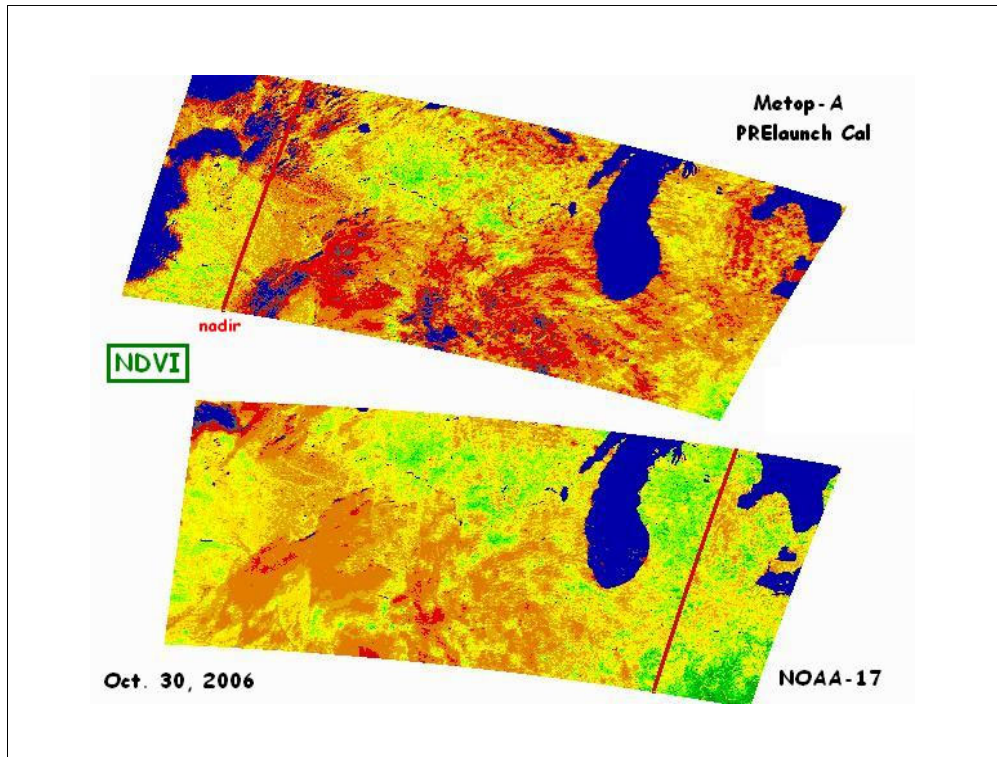 Metop-A
PRElaunch Cal
nadir
NDVI
Oct. 30, 2006
NOAA-17